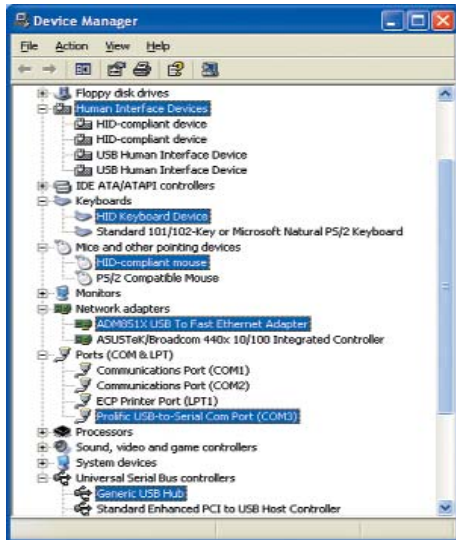 Device Manager
File Action View Help
Floppy disk drives
Human Interface Devices
HID-compliant device
HID-compliant device
USB Human Interface Device
USB Human Interface Device
IDE ATA/ATAPI controllers
Keyboards
HID Keyboard Device
Standard 101/102-Key or Microsoft Natural PS/2 Keyboard
Mice and other pointing devices
HID-compliant mouse
PS/2 Compatible Mouse
Monitors
Network adapters
ADM851X USB To Fast Ethernet Adapter
ASUSTeK/Broadcom 440x 10/100 Integrated Controller
Ports (COM & LPT)
Communications Port (COM1)
Communications Port (COM2)
ECP Printer Port (LPT1)
Prolific USB-to-Serial Com Port (COM3)
Processors
Sound, video and game controllers
System devices
Universal Serial Bus controllers
Generic USB Hub
Standard Enhanced PCI to USB Host Controller